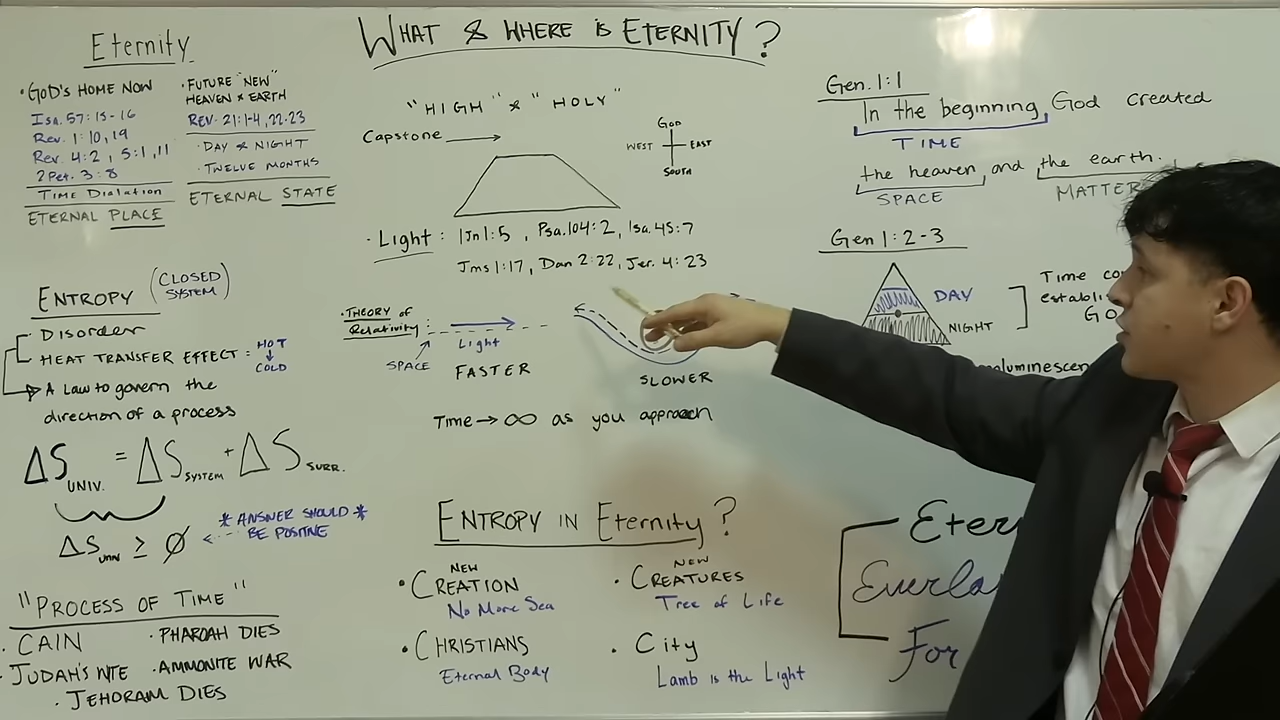 WHAT & WHERE IS ETERNITY?
Eternity
• GOD'S HOME NOW
Isa. 57:15-16
Rev. 1:10, 19
Rev. 4:2, 5:1, 11
2 Pet. 3:8
TIME Dialation
ETERNAL PLACE
• FUTURE "NEW"
HEAVEN & EARTH
REV. 21:1-4, 22-23
• DAY & NIGHT
• TWELVE MONTHS
ETERNAL STATE
ENTROPY (CLOSED SYSTEM)
DISORDER
HEAT TRANSFER EFFECT: HOT ↓ COLD
A Law to govern the
direction of a process
ΔS UNIV. = ΔS SYSTEM + ΔS SURR.
ΔS UNIV ≥ Ø
* ANSWER SHOULD *
BE POSITIVE
"PROCESS OF TIME"
• CAIN
• PHAROAH DIES
• JUDAH'S WIFE
• AMMONITE WAR
• JEHORAM DIES
"HIGH" & "HOLY"
Capstone →
GOD
WEST EAST
SOUTH
• Light: 1Jn 1:5, Psa. 104:2, Isa. 45:7
Jms 1:17, Dan 2:22, Jer. 4:23
• THEORY of
Relativity:
SPACE
Light
FASTER
SLOWER
Time → ∞ as you approach
ENTROPY IN Eternity?
• NEW CREATION
No More Sea
• NEW CREATURES
Tree of Life
• CHRISTIANS
Eternal Body
• City
Lamb is the Light
Gen. 1:1
In the beginning, God created
TIME
the heaven, and the earth.
SPACE
MATTER
Gen 1:2-3
DAY
NIGHT
Time
For